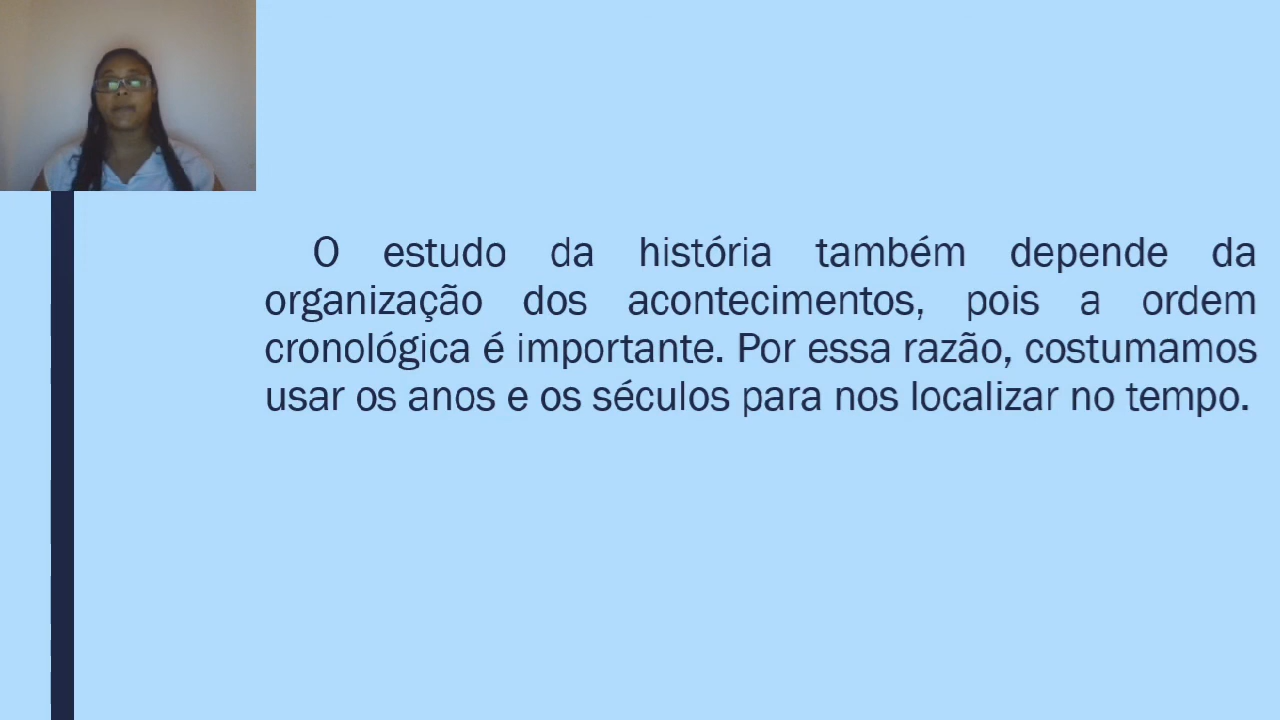 O estudo da história também depende da
organização dos acontecimentos, pois a ordem
cronológica é importante. Por essa razão, costumamos
usar os anos e os séculos para nos localizar no tempo.